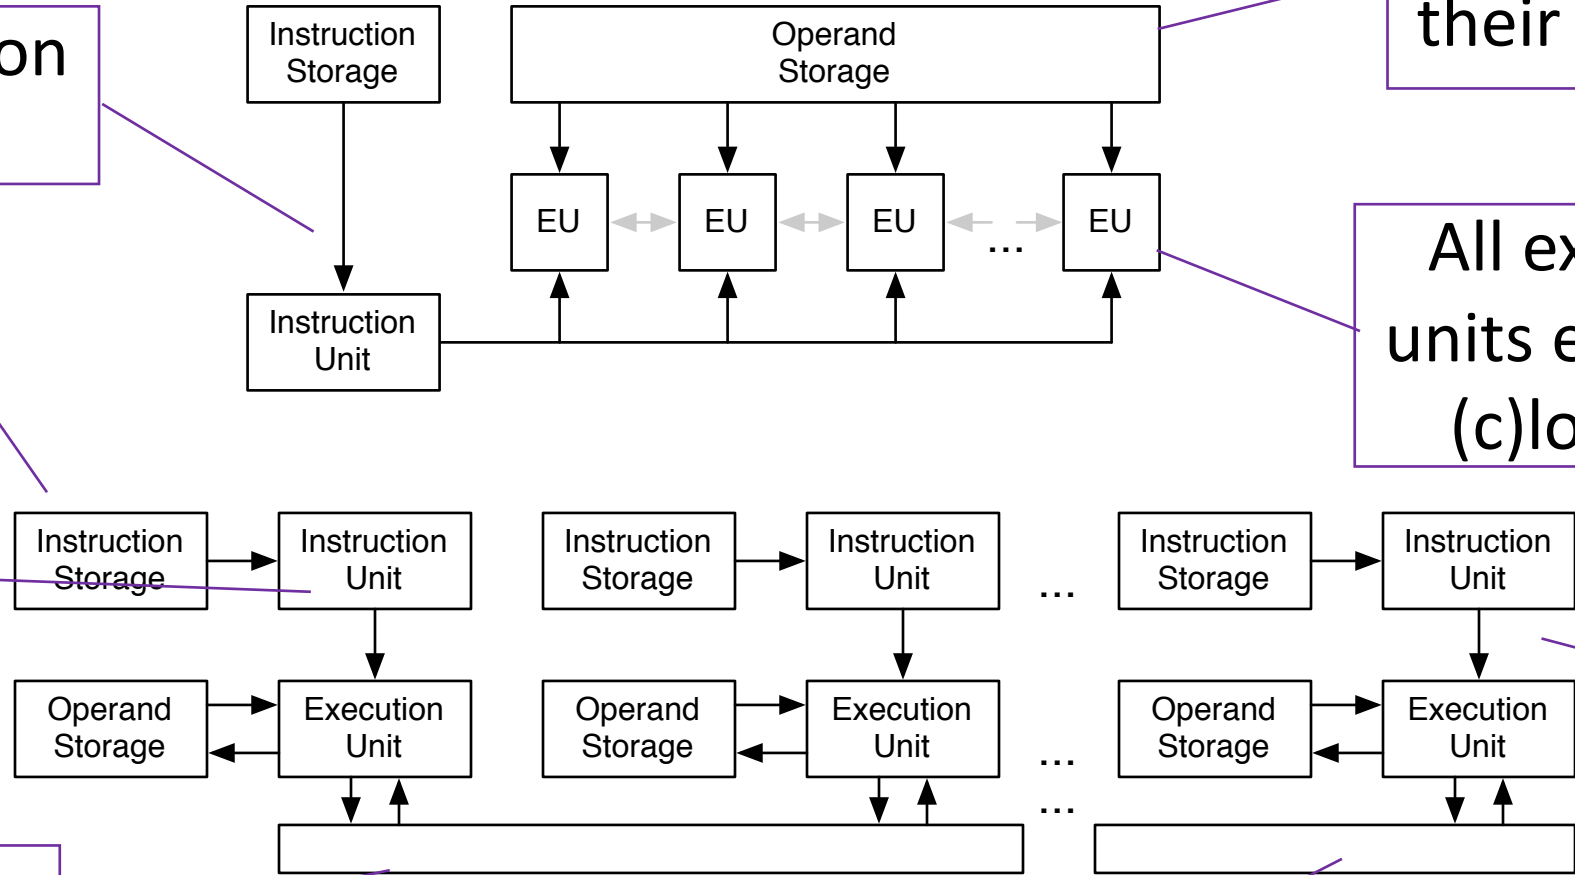 on
Instruction
Storage
Operand
Storage
their
EU
EU
EU
...
EU
Instruction
Unit
All ex
units e
(c)lo
Instruction
Storage
Instruction
Unit
Instruction
Storage
Instruction
Unit
...
Instruction
Storage
Instruction
Unit
Operand
Storage
Execution
Unit
Operand
Storage
Execution
Unit
...
Operand
Storage
Execution
Unit
...